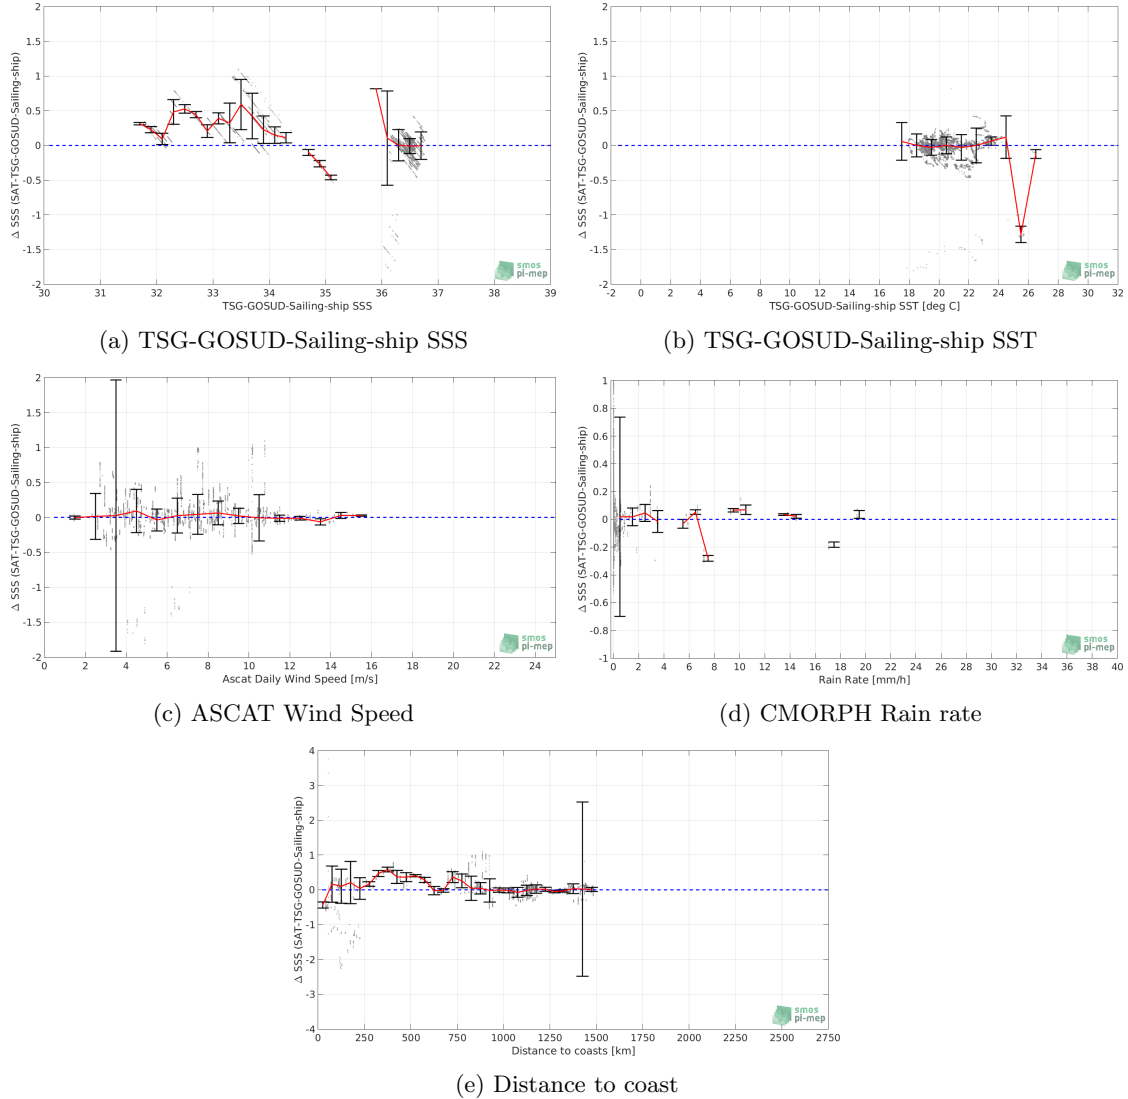 2
1.5
1
0.5
0
-0.5
-1
-1.5
-2
Δ SSS (SAT-TSG-GOSUD-Sailing-ship)
30 31 32 33 34 35 36 37 38 39
TSG-GOSUD-Sailing-ship SSS
smos
pi-mep
(a) TSG-GOSUD-Sailing-ship SSS
2
1.5
1
0.5
0
-0.5
-1
-1.5
-2
Δ SSS (SAT-TSG-GOSUD-Sailing-ship)
-2 0 2 4 6 8 10 12 14 16 18 20 22 24 26 28 30 32
TSG-GOSUD-Sailing-ship SST [deg C]
smos
pi-mep
(b) TSG-GOSUD-Sailing-ship SST
2
1.5
1
0.5
0
-0.5
-1
-1.5
-2
Δ SSS (SAT-TSG-GOSUD-Sailing-ship)
0 2 4 6 8 10 12 14 16 18 20 22 24
Ascat Daily Wind Speed [m/s]
smos
pi-mep
(c) ASCAT Wind Speed
1
0.8
0.6
0.4
0.2
0
-0.2
-0.4
-0.6
-0.8
-1
Δ SSS (SAT-TSG-GOSUD-Sailing-ship)
0 2 4 6 8 10 12 14 16 18 20 22 24 26 28 30 32 34 36 38 40
Rain Rate [mm/h]
smos
pi-mep
(d) CMORPH Rain rate
4
3
2
1
0
-1
-2
-3
-4
Δ SSS (SAT-TSG-GOSUD-Sailing-ship)
0 250 500 750 1000 1250 1500 1750 2000 2250 2500 2750
Distance to coasts [km]
smos
pi-mep
(e) Distance to coast